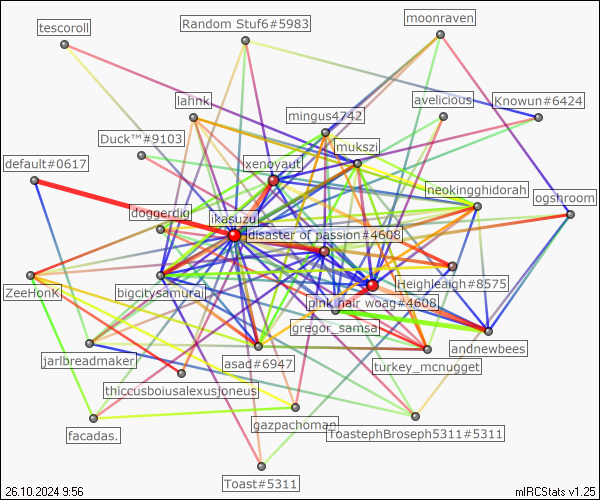 moonraven
Random Stuf6#5983
tescoroll
lahnk
avelicious
Knowun#6424
mingus4742
Duck™#9103
mukszi
default#0617
xenoyaut
neokingghidorah
ogshroom
doggerdig
ikasuzu
disaster of passion#4608
Heighleaigh#8575
ZeeHonK
bigcitysamurai
pink hair woag#4608
gregor_samsa
andnewbees
jarlbreadmaker
asad#6947
turkey_mcnugget
thiccusboiusalexusjoneus
gazpachoman
facadas.
ToastephBroseph5311#5311
Toast#5311
26.10.2024 9:56
mIRCStats v1.25